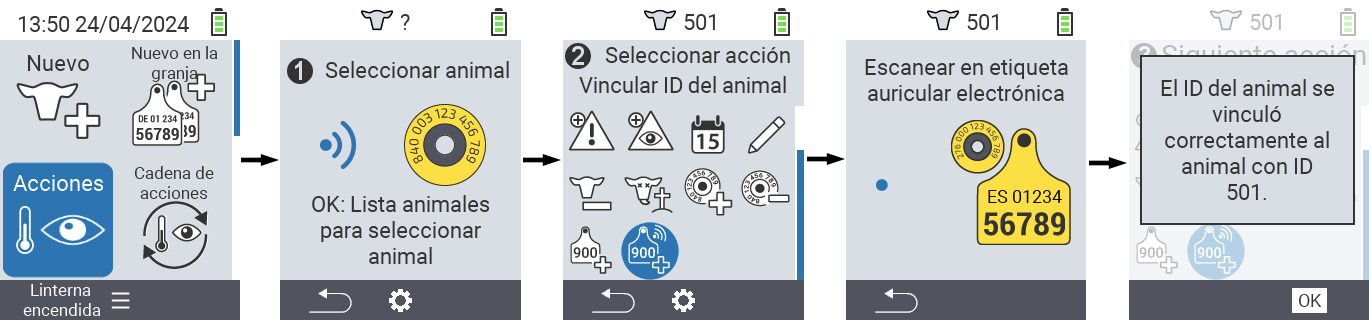 13:50 24/04/2024
Nuevo
Nuevo en la
granja
DE 01 234
56789
234
89
Acciones
Cadena de
acciones
Linterna
encendida
?
1 Seleccionar animal
840 003 123 456 789
OK: Lista animales
para seleccionar
animal
501
2 Seleccionar acción
Vincular ID del animal
15
840 123 456 789
840 123 456
900
900
501
Escanear en etiqueta
auricular electrónica
276 000 123 456 789
ES 01234
56789
501
Siguiente acción
El ID del animal se
vinculó
correctamente al
animal con ID
501.
900
900
OK